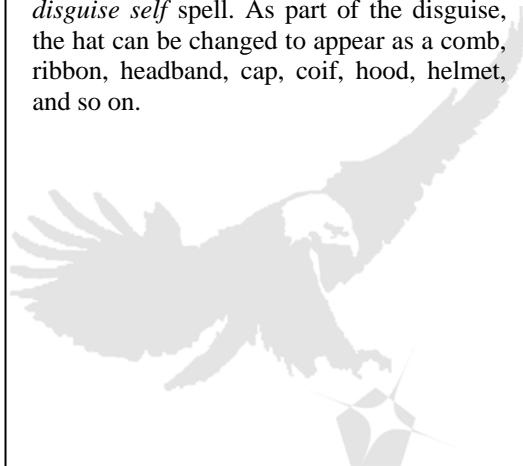 disguise self spell. As part of the disguise,
the hat can be changed to appear as a comb,
ribbon, headband, cap, coif, hood, helmet,
and so on.